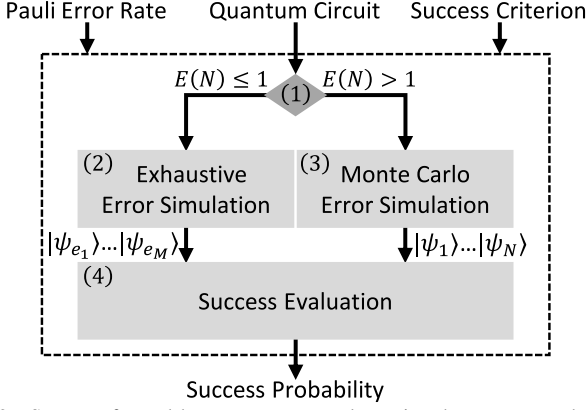 Pauli Error Rate Quantum Circuit Success Criterion
E(N) ≤ 1 (1) E(N) > 1
(2) Exhaustive Error Simulation
(3) Monte Carlo Error Simulation
|ψ_{e_1}⟩...|ψ_{e_M}⟩ |ψ_1⟩...|ψ_N⟩
(4) Success Evaluation
Success Probability